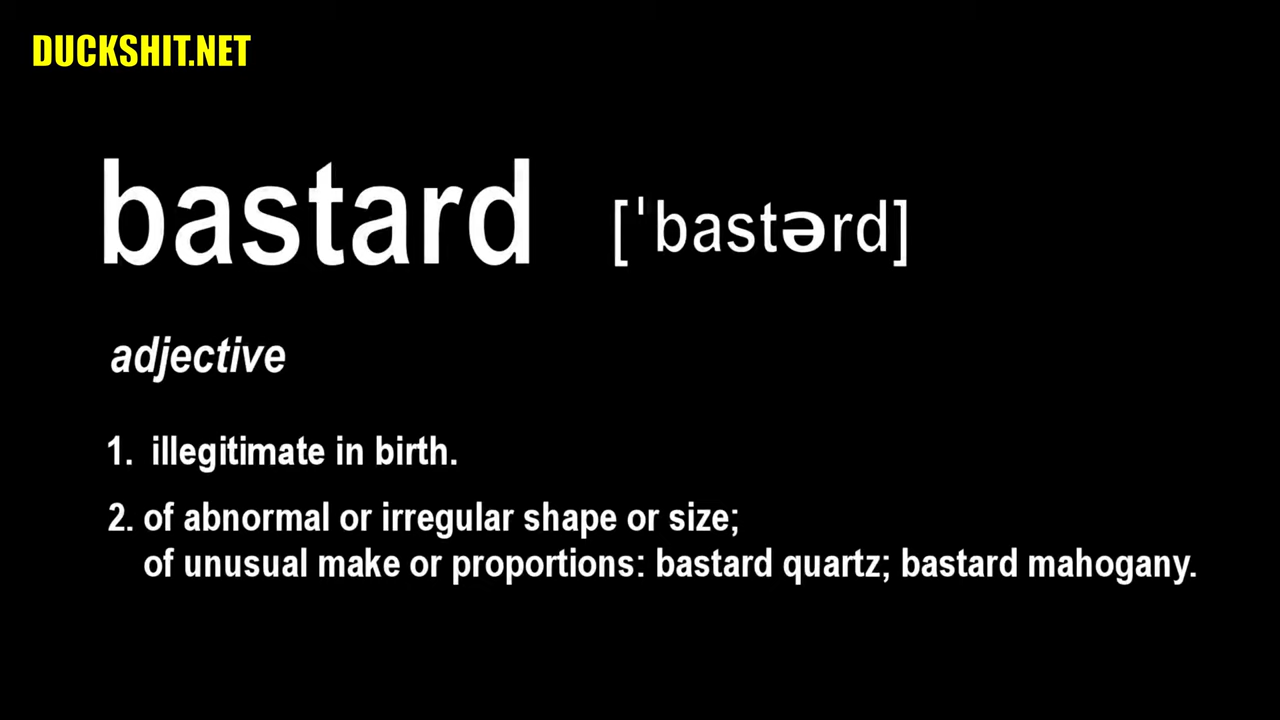 DUCKSHIT.NET
bastard [ˈbastərd]
adjective
1. illegitimate in birth.
2. of abnormal or irregular shape or size;
of unusual make or proportions: bastard quartz; bastard mahogany.